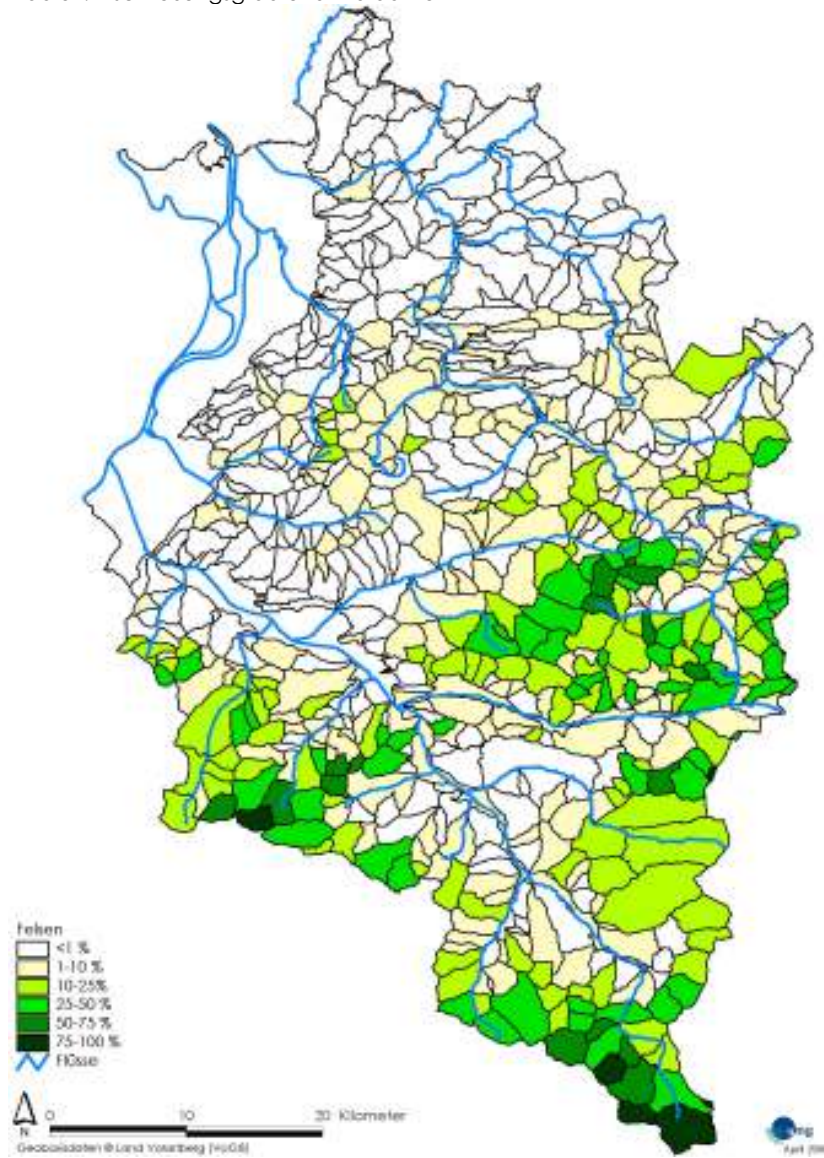 Felsen
<1 %
1-10 %
10-25%
25-50 %
50-75 %
75-100 %
Flüsse
N
0 10 20 Kilometer
Geobasisdaten © Land Vorarlberg (VoGIS)
April